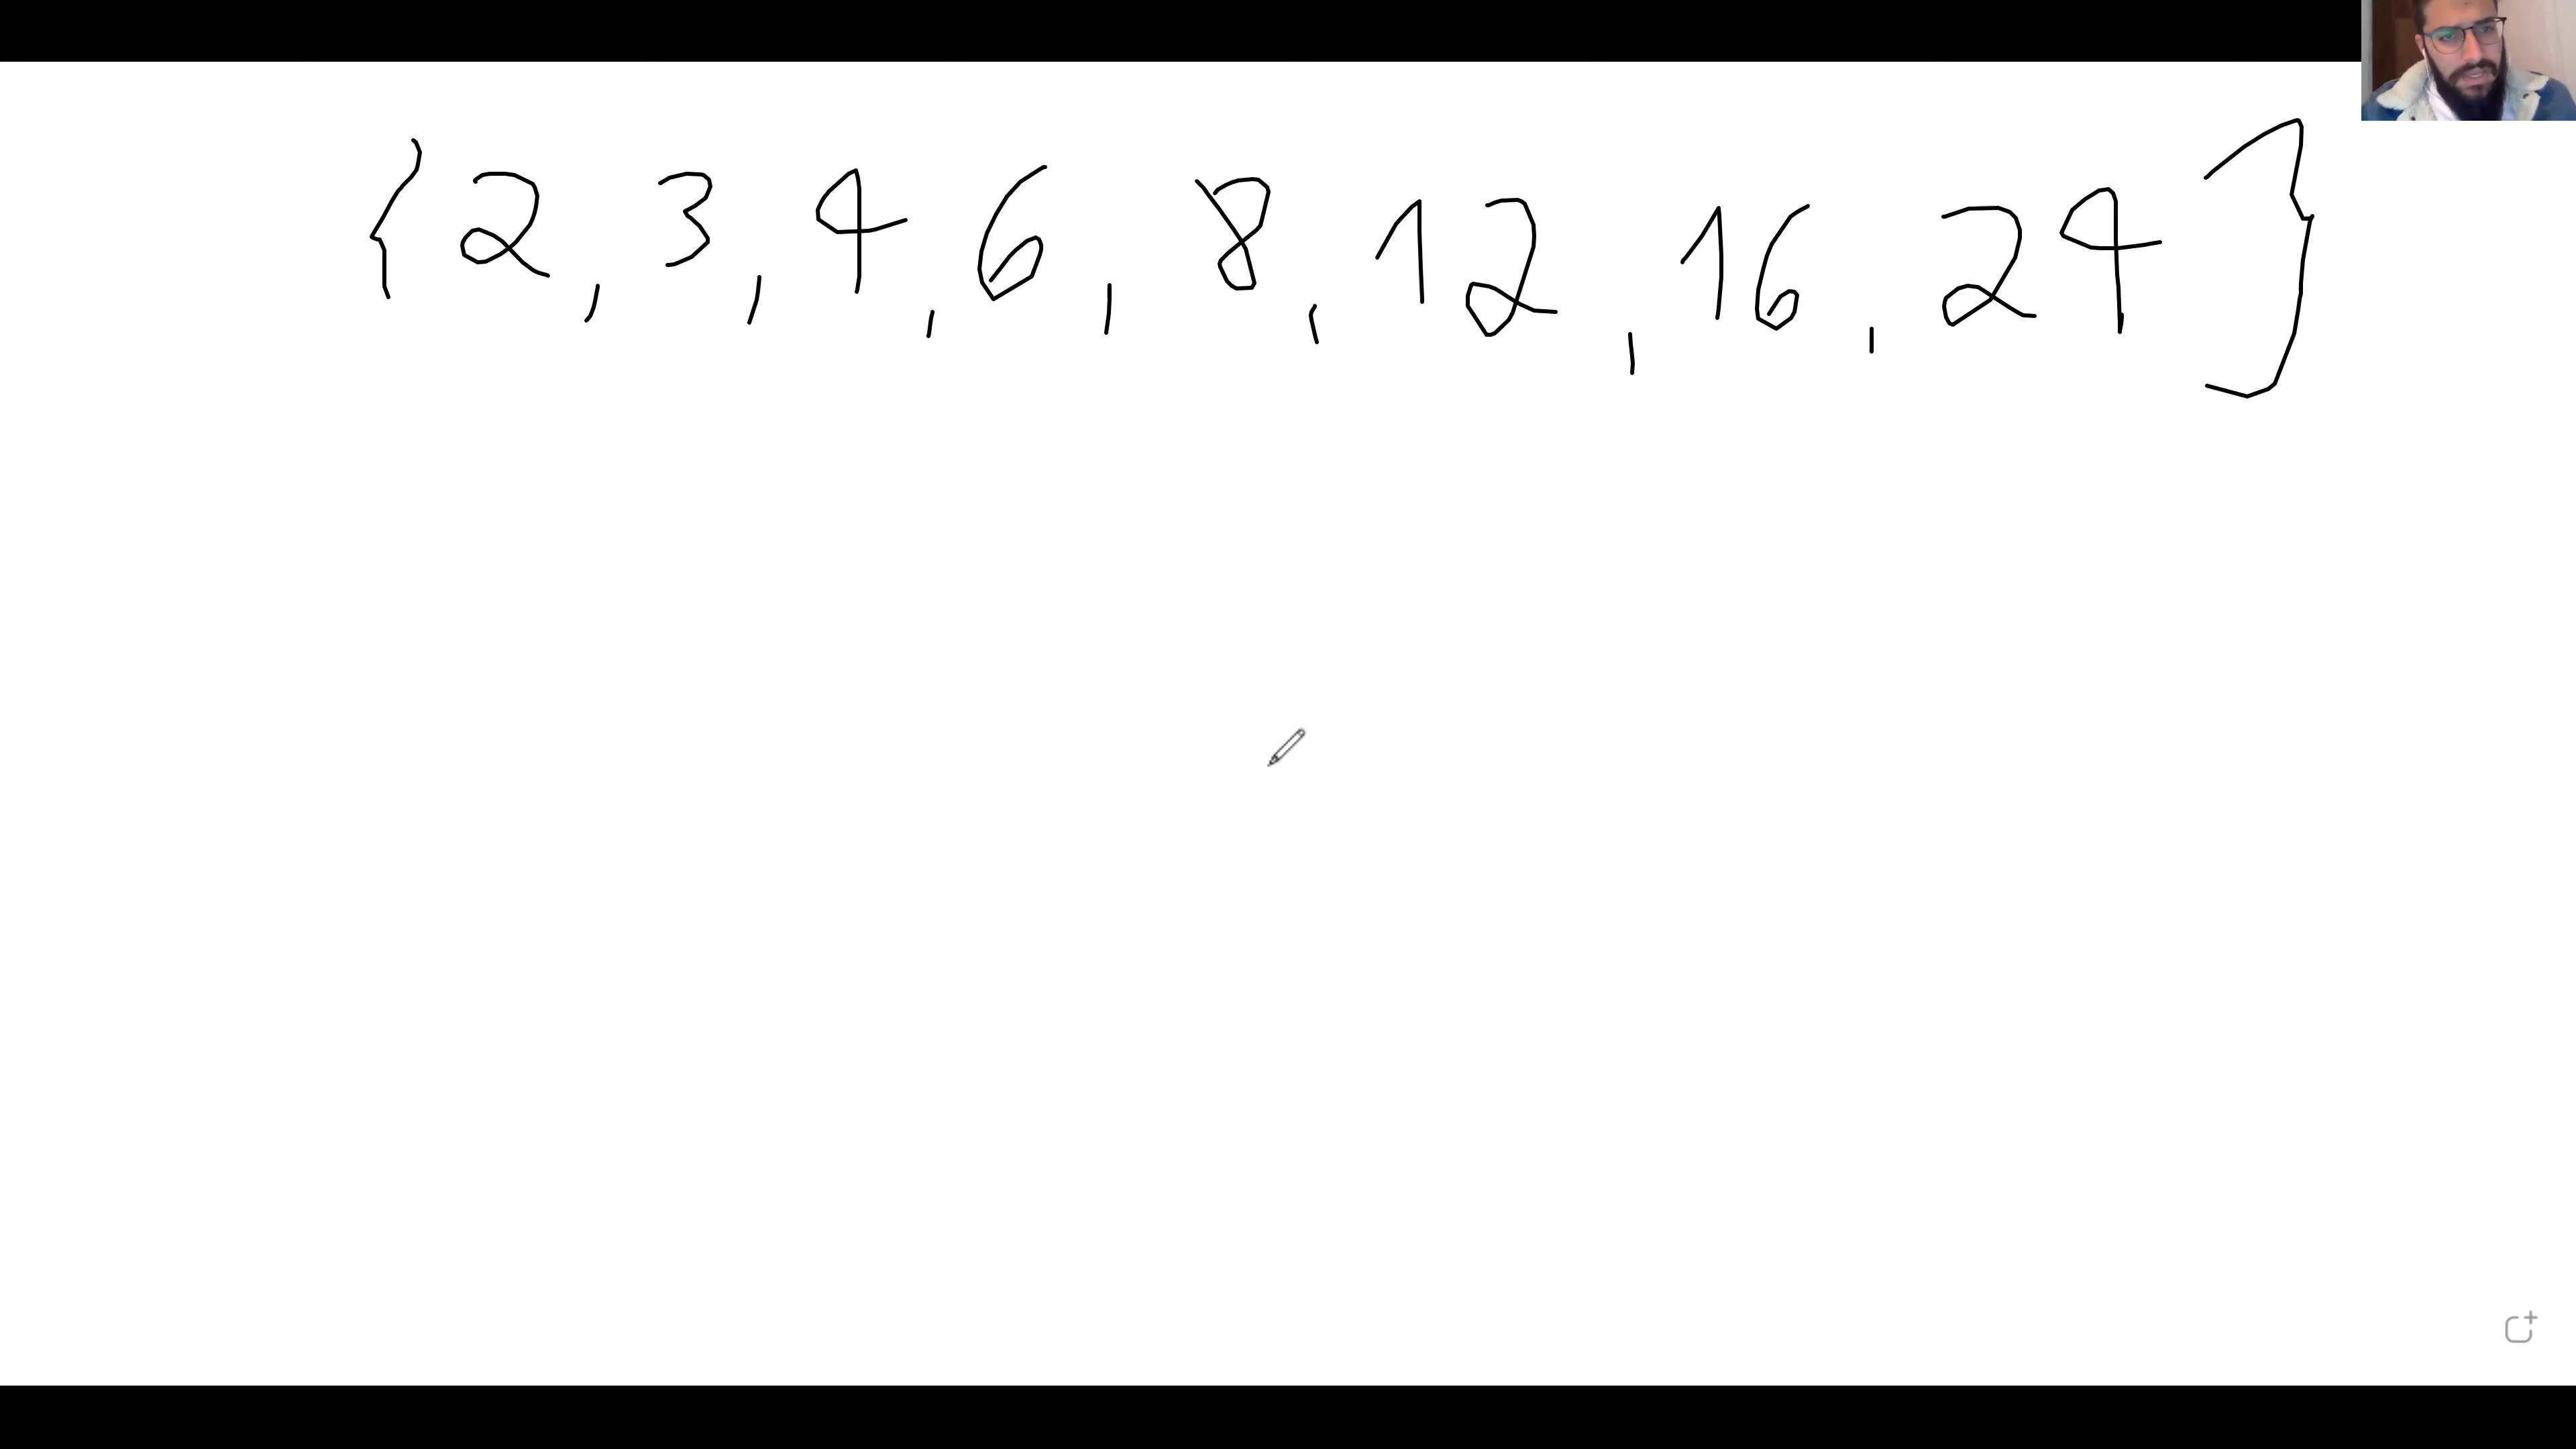 {2, 3, 4, 6, 8, 12, 16, 24}